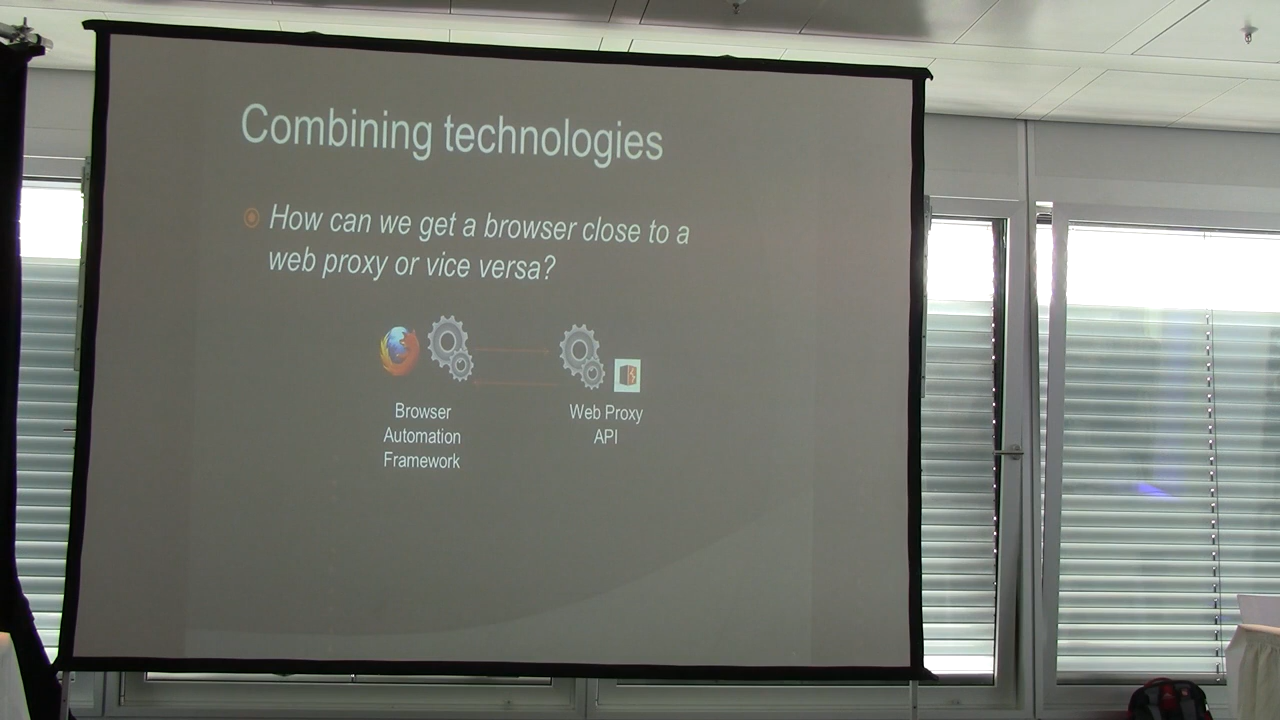 Combining technologies
How can we get a browser close to a
web proxy or vice versa?
Browser
Automation
Framework
Web Proxy
API